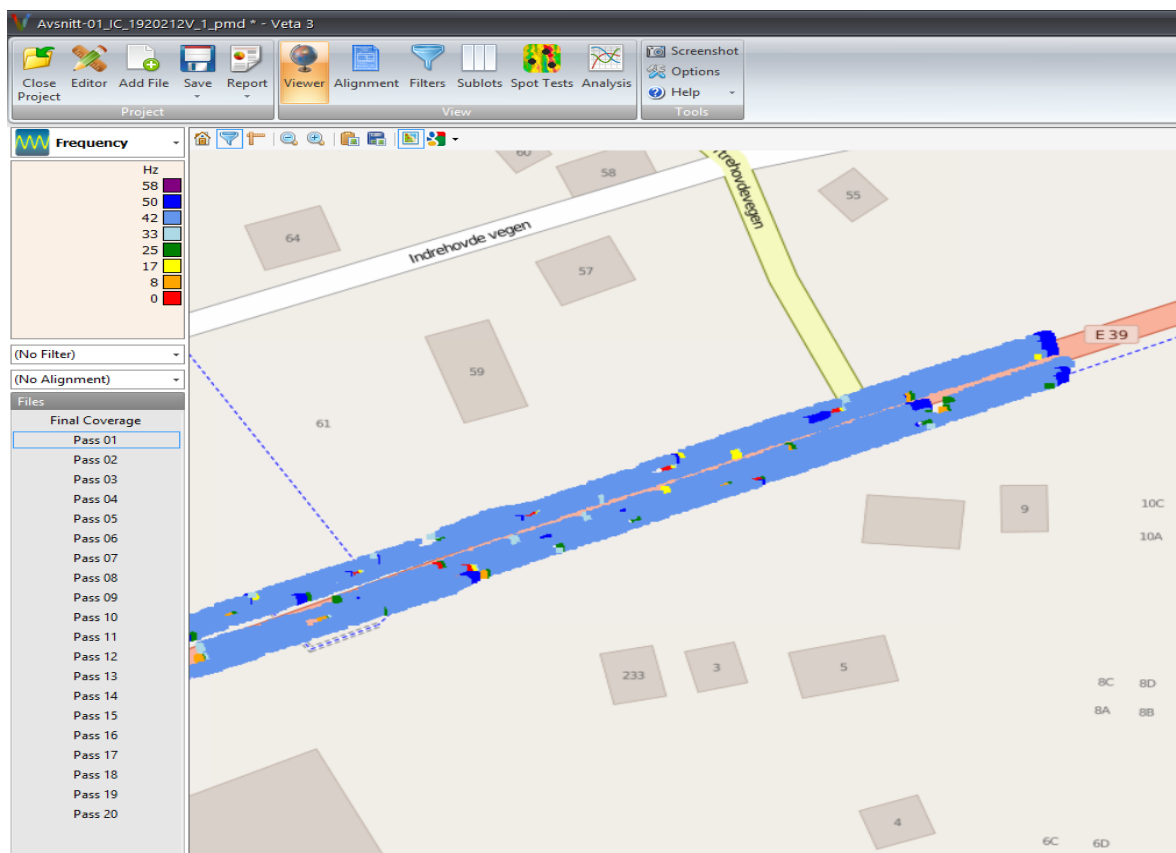 Avsnitt-01_IC_1920212V_1_pmd * - Veta 3
Close Project
Editor
Add File
Save
Report
Viewer
Alignment
Filters
Sublots
Spot Tests
Analysis
Screenshot
Options
Help
Project
View
Tools
Frequency
Hz
58
50
42
33
25
17
8
0
(No Filter)
(No Alignment)
Files
Final Coverage
Pass 01
Pass 02
Pass 03
Pass 04
Pass 05
Pass 06
Pass 07
Pass 08
Pass 09
Pass 10
Pass 11
Pass 12
Pass 13
Pass 14
Pass 15
Pass 16
Pass 17
Pass 18
Pass 19
Pass 20
60
58
55
64
Indrehovde vegen
trehovdevegen
57
E 39
59
61
9
10C
10A
233
3
5
8C
8D
8A
8B
4
6C
6D